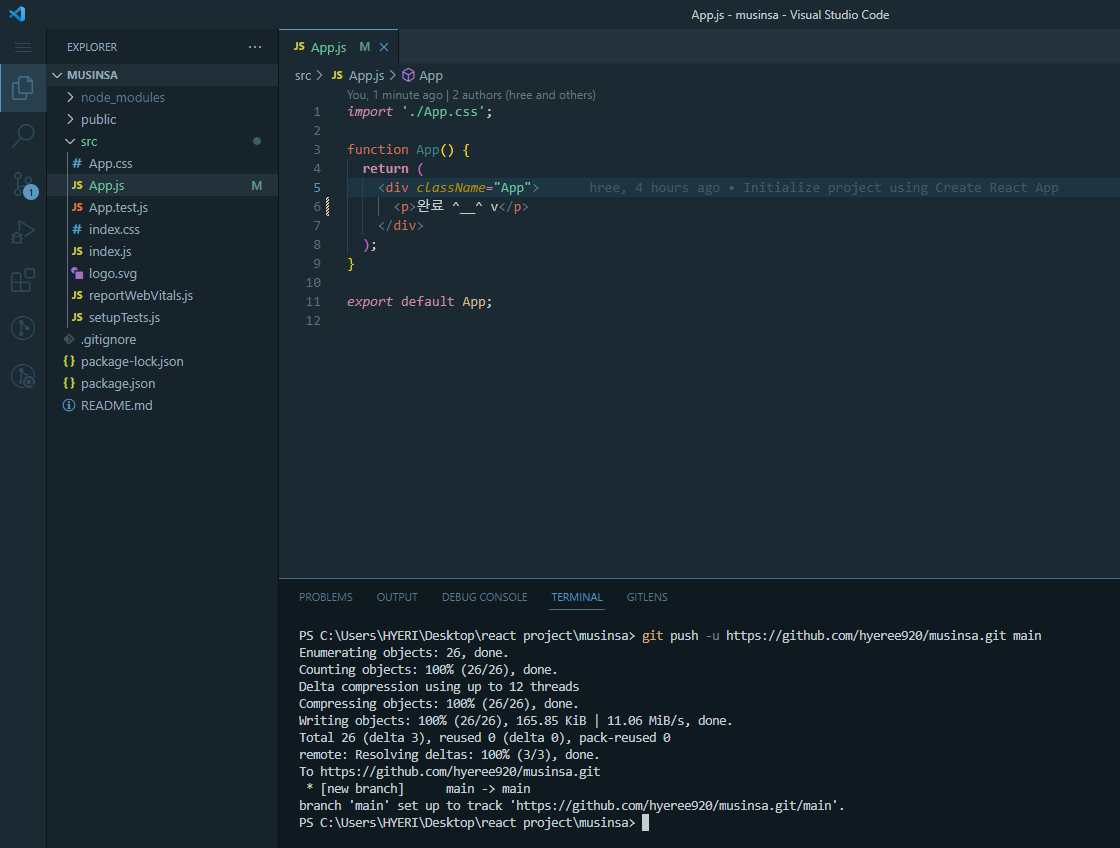 App.js - musinsa - Visual Studio Code
EXPLORER ···
MUSINSA
node_modules
public
src
# App.css
JS App.js M
JS App.test.js
# index.css
JS index.js
logo.svg
JS reportWebVitals.js
JS setupTests.js
.gitignore
{} package-lock.json
{} package.json
README.md
1
JS App.js M ×
src > JS App.js > App
You, 1 minute ago | 2 authors (hree and others)
1 import './App.css';
2
3 function App() {
4 return (
5 <div className="App"> hree, 4 hours ago • Initialize project using Create React App
6 <p>완료 ^__^ v</p>
7 </div>
8 );
9 }
10
11 export default App;
12
PROBLEMS OUTPUT DEBUG CONSOLE TERMINAL GITLENS
PS C:\Users\HYERI\Desktop\react project\musinsa> git push -u https://github.com/hyeree920/musinsa.git main
Enumerating objects: 26, done.
Counting objects: 100% (26/26), done.
Delta compression using up to 12 threads
Compressing objects: 100% (26/26), done.
Writing objects: 100% (26/26), 165.85 KiB | 11.06 MiB/s, done.
Total 26 (delta 3), reused 0 (delta 0), pack-reused 0
remote: Resolving deltas: 100% (3/3), done.
To https://github.com/hyeree920/musinsa.git
* [new branch] main -> main
branch 'main' set up to track 'https://github.com/hyeree920/musinsa.git/main'.
PS C:\Users\HYERI\Desktop\react project\musinsa>